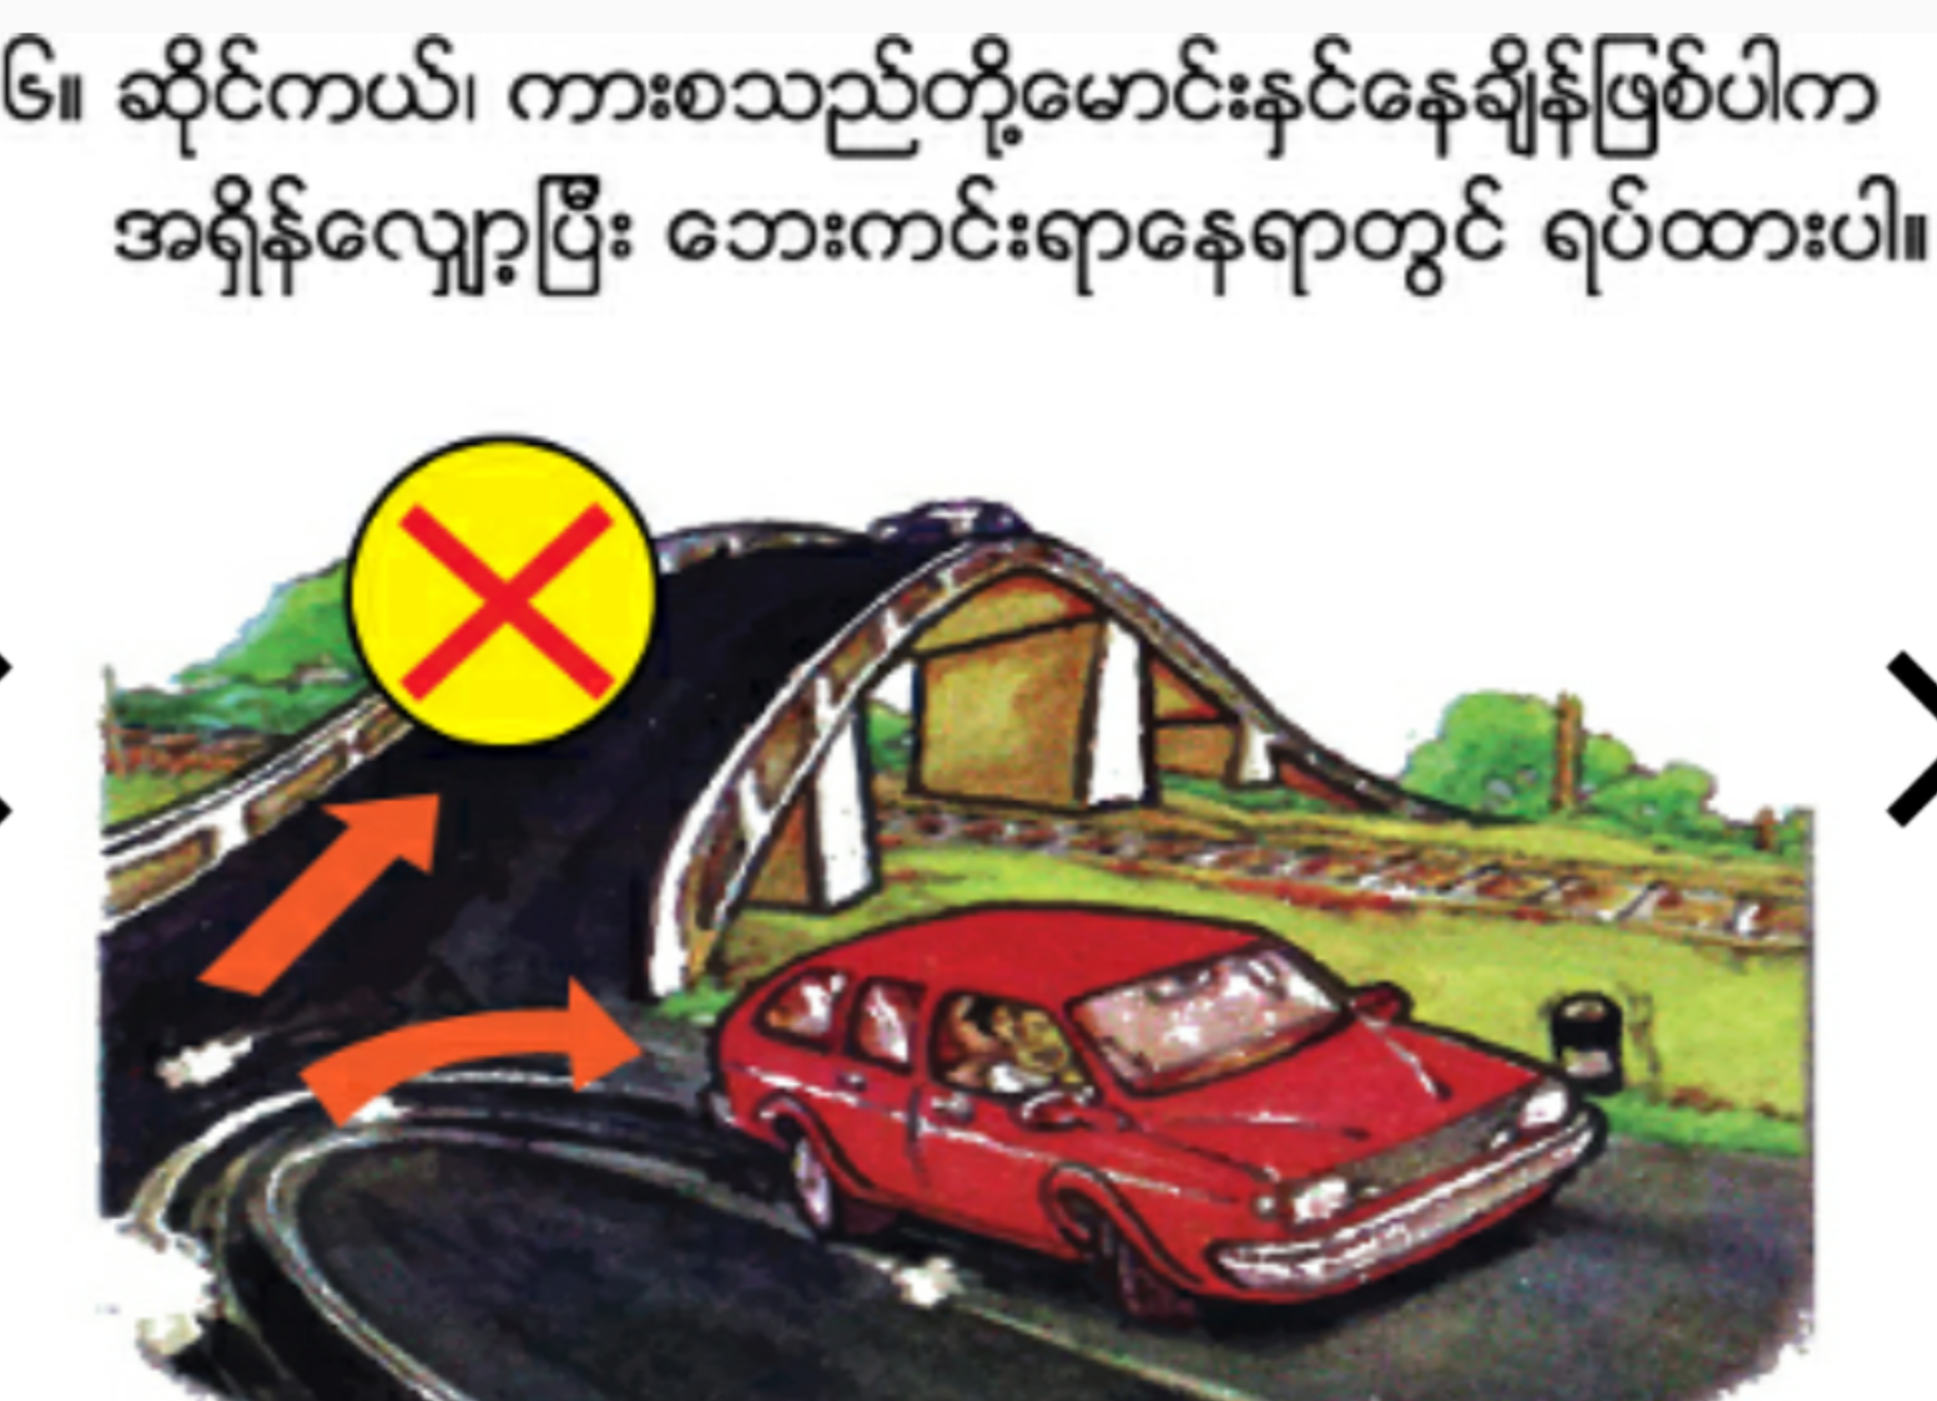 ၆။ ဆိုင်ကယ်၊ ကားစသည်တို့မောင်းနှင်နေချိန်ဖြစ်ပါက
အရှိန်လျှော့ပြီး ဘေးကင်းရာနေရာတွင် ရပ်ထားပါ။